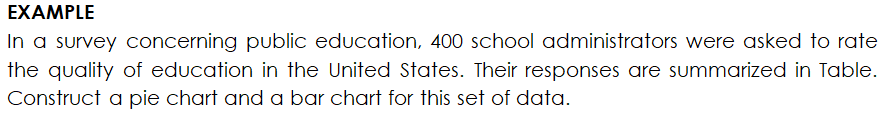 EXAMPLE
In a survey concerning public education, 400 school administrators were asked to rate
the quality of education in the United States. Their responses are summarized in Table.
Construct a pie chart and a bar chart for this set of data.